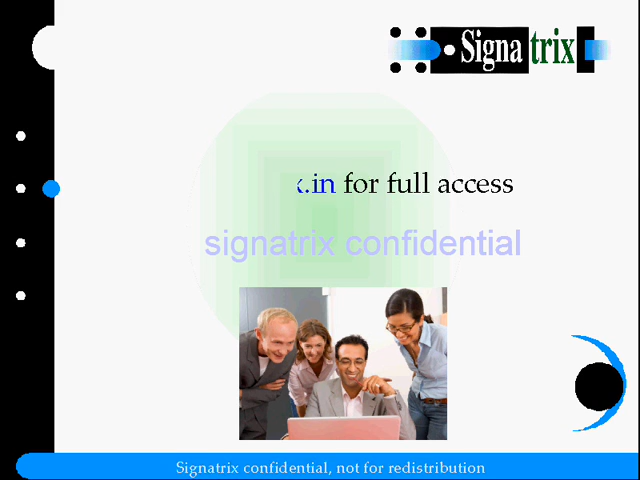 Signatrix
.in for full access
signatrix confidential
Signatrix confidential, not for redistribution